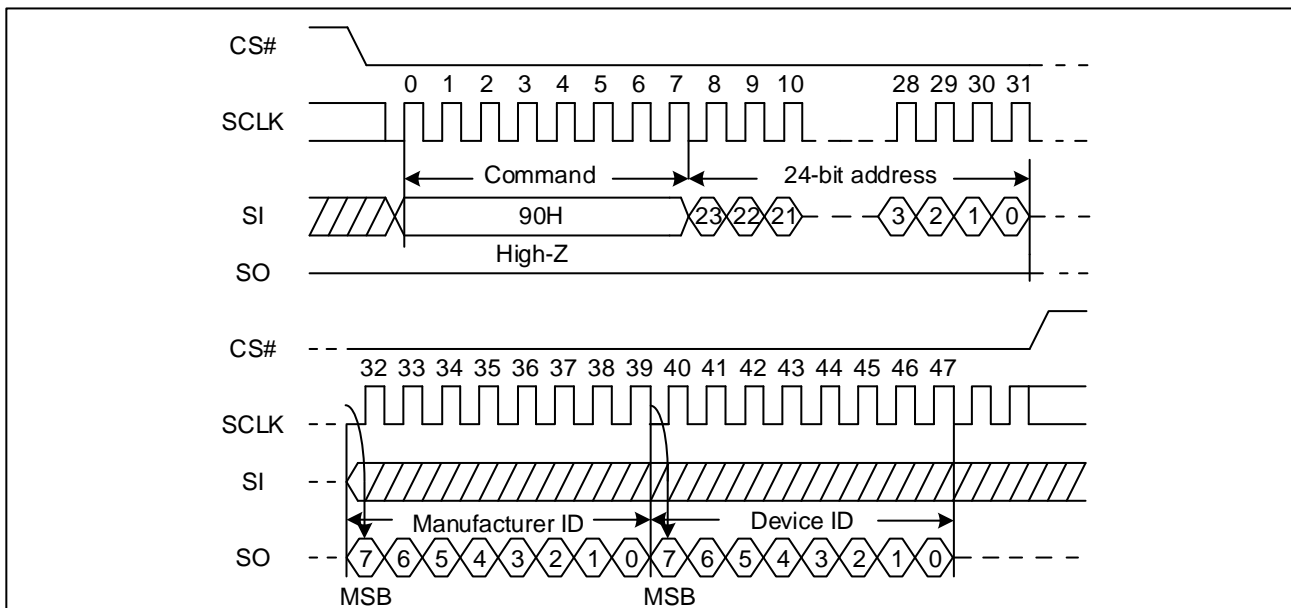 CS#
0 1 2 3 4 5 6 7 8 9 10 28 29 30 31
SCLK
Command 24-bit address
SI 90H 23 22 21 3 2 1 0
High-Z
SO
CS#
32 33 34 35 36 37 38 39 40 41 42 43 44 45 46 47
SCLK
SI
Manufacturer ID Device ID
SO 7 6 5 4 3 2 1 0 7 6 5 4 3 2 1 0
MSB MSB